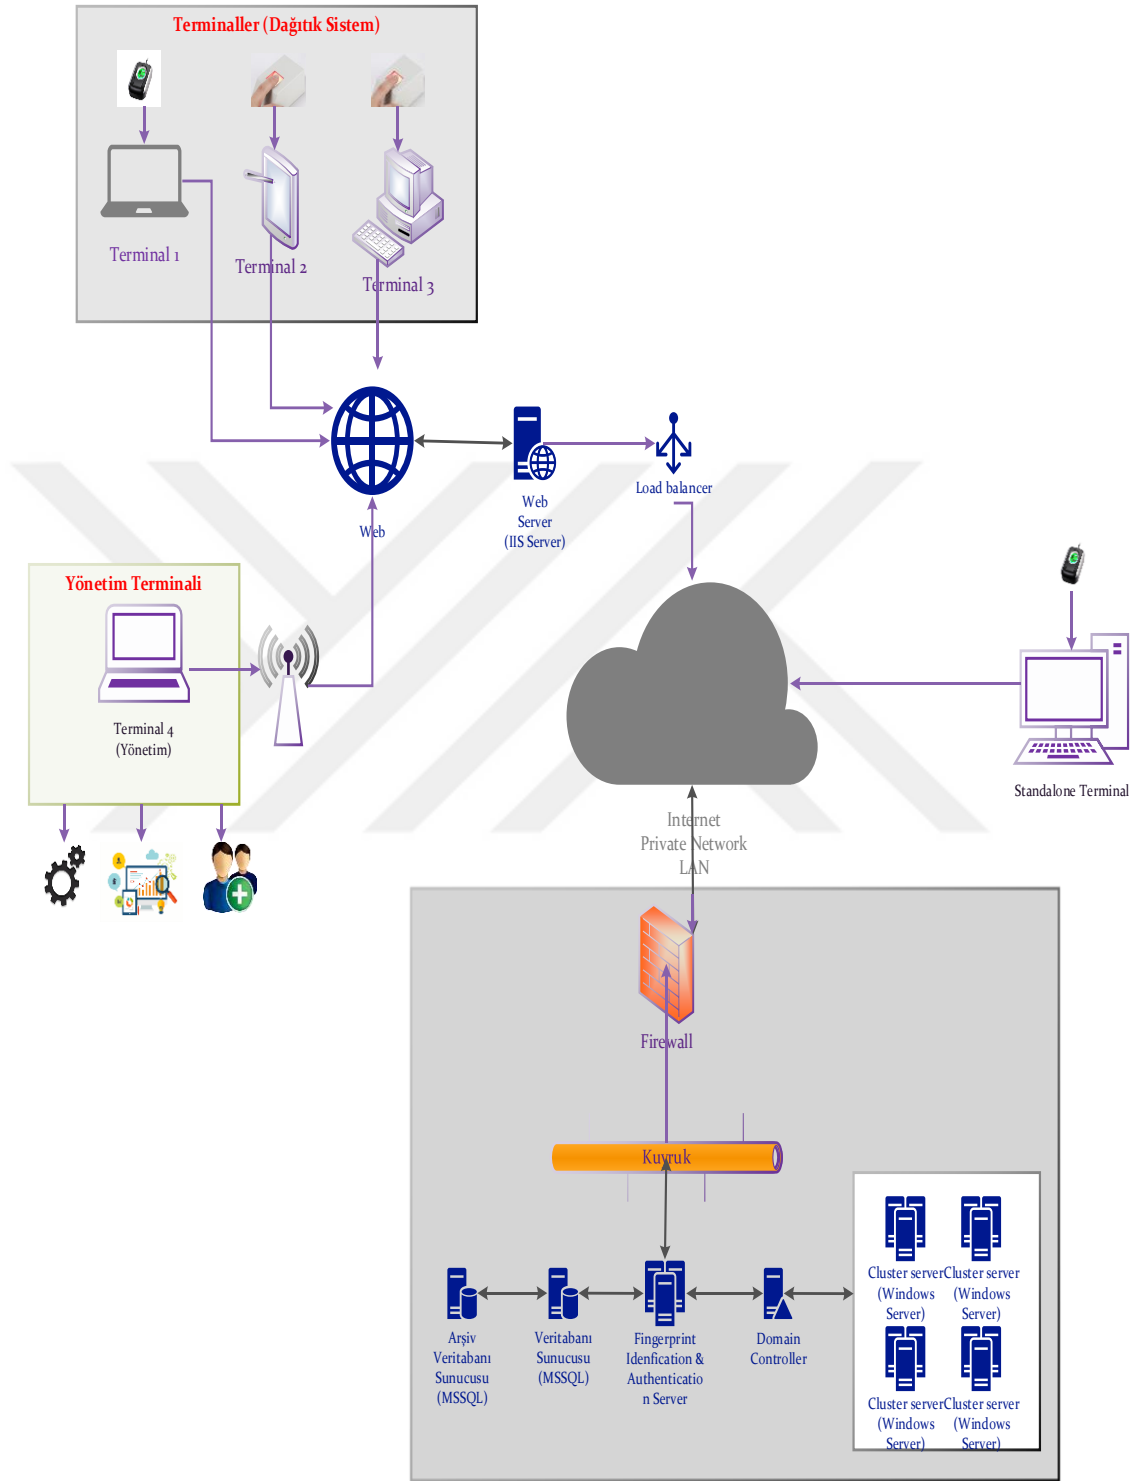 Terminaller (Dağıtık Sistem)
Terminal 1
Terminal 2
Terminal 3
Web
Web
Server
(IIS Server)
Load balancer
Yönetim Terminali
Terminal 4
(Yönetim)
Standalone Terminal
Internet
Private Network
LAN
Firewall
Kuyruk
Arşiv
Veritabanı
Sunucusu
(MSSQL)
Veritabanı
Sunucusu
(MSSQL)
Fingerprint
Idenfication &
Authenticatio
n Server
Domain
Controller
Cluster server
(Windows
Server)
Cluster server
(Windows
Server)
Cluster server
(Windows
Server)
Cluster server
(Windows
Server)